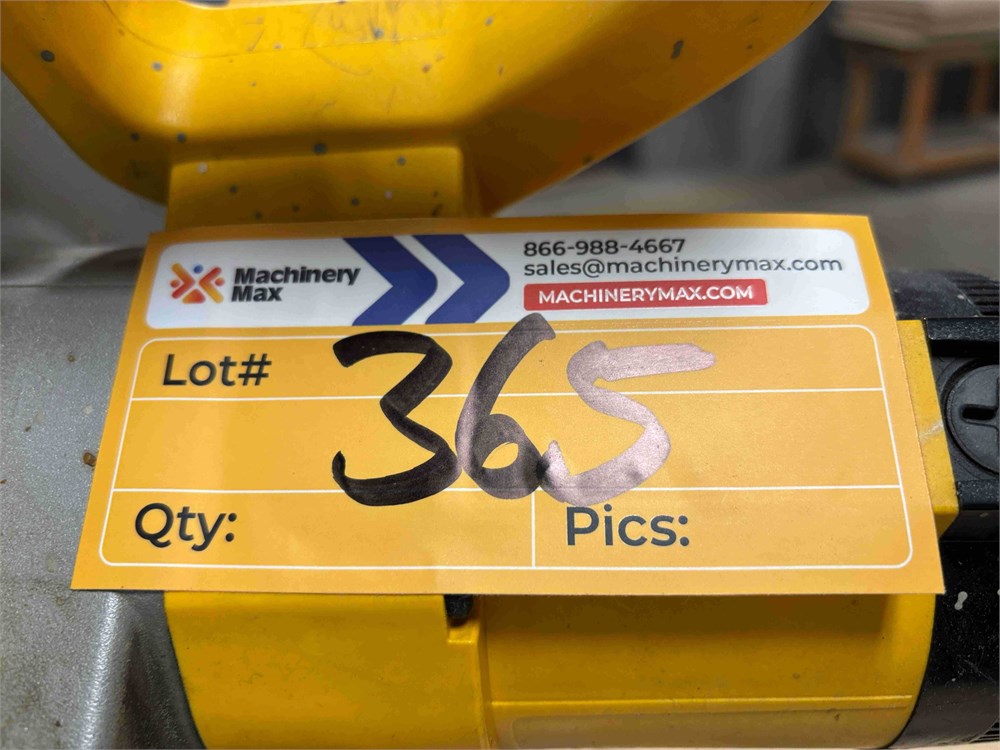 Machinery
Max
866-988-4667
sales@machinerymax.com
MACHINERYMAX.COM
Lot# 365
Qty:
Pics: